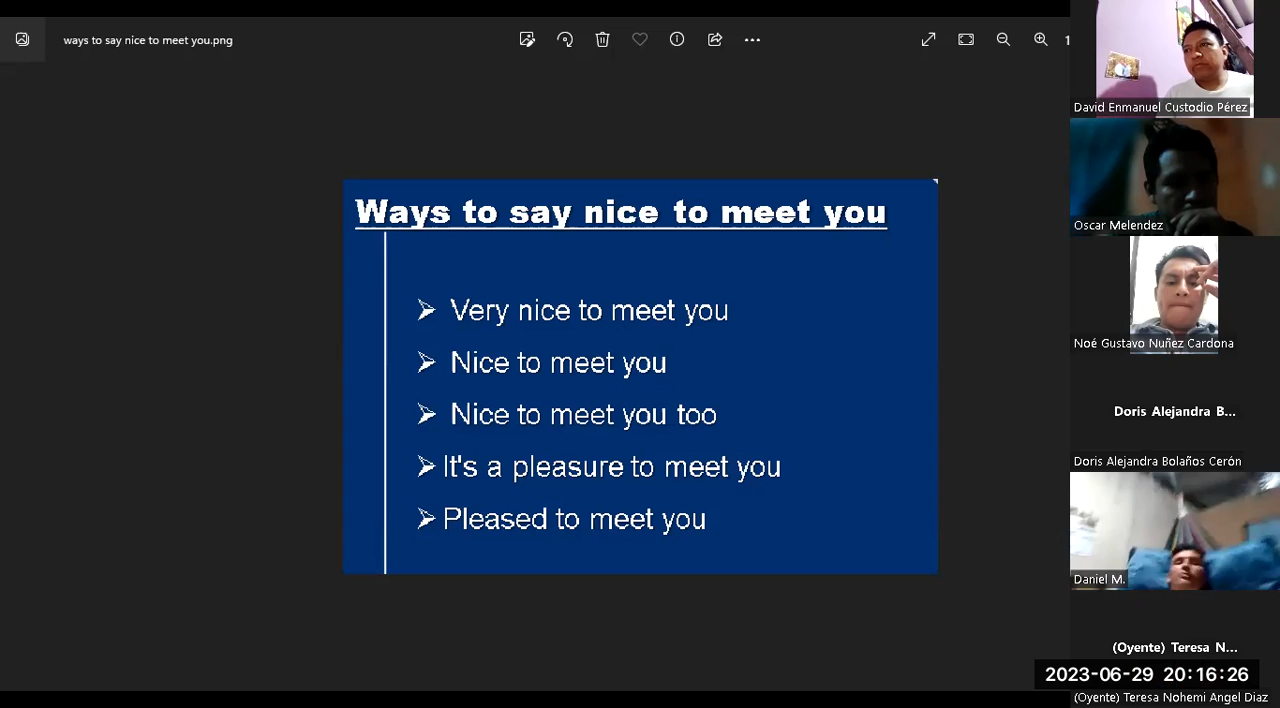 ways to say nice to meet you.png
1
Ways to say nice to meet you
Very nice to meet you
Nice to meet you
Nice to meet you too
It's a pleasure to meet you
Pleased to meet you
David Enmanuel Custodio Pérez
Oscar Melendez
Noé Gustavo Nuñez Cardona
Doris Alejandra B...
Doris Alejandra Bolaños Cerón
Daniel M.
(Oyente) Teresa N...
2023-06-29 20:16:26
(Oyente) Teresa Nohemi Angel Diaz